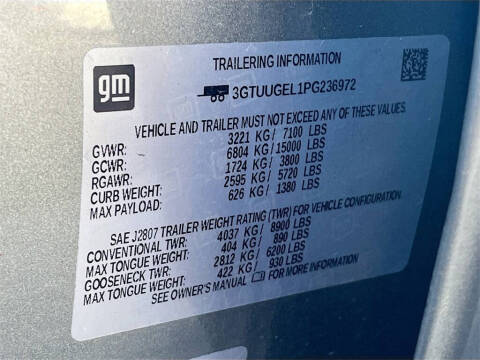 TRAILERING INFORMATION
gm
3GTUUGEL1PG236972
VEHICLE AND TRAILER MUST NOT EXCEED ANY OF THESE VALUES.
GVWR: 3221 KG / 7100 LBS
GCWR: 6804 KG / 15000 LBS
RGAWR: 1724 KG / 3800 LBS
CURB WEIGHT: 2595 KG / 5720 LBS
MAX PAYLOAD: 626 KG / 1380 LBS
SAE J2807 TRAILER WEIGHT RATING (TWR) FOR VEHICLE CONFIGURATION.
CONVENTIONAL TWR: 4037 KG / 8900 LBS
MAX TONGUE WEIGHT: 404 KG / 890 LBS
GOOSENECK TWR: 2812 KG / 6200 LBS
MAX TONGUE WEIGHT: 422 KG / 930 LBS
SEE OWNER'S MANUAL FOR MORE INFORMATION